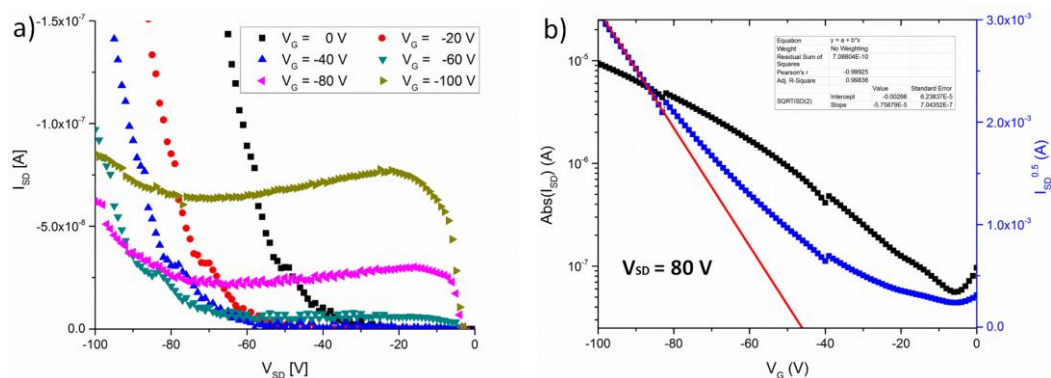 a)
-1.5x10⁻⁷
-1.0x10⁻⁷
-5.0x10⁻⁸
0.0
I_SD [A]
V_G = 0 V V_G = -20 V
V_G = -40 V V_G = -60 V
V_G = -80 V V_G = -100 V
-100 -80 -60 -40 -20 0
V_SD [V]
b)
10⁻⁵
10⁻⁶
10⁻⁷
Abs(I_SD) (A)
Equation y = a + b*x
Weight No Weighting
Residual Sum of Squares 7.08804E-10
Pearson's r -0.99925
Adj. R-Square 0.99836
Value Standard Error
SQRTISD(2) Intercept -0.00266 6.23837E-5
Slope -5.75879E-5 7.04352E-7
V_SD = 80 V
3.0x10⁻³
2.0x10⁻³
1.0x10⁻³
0.0
I_SD^0.5 (A)
-100 -80 -60 -40 -20 0
V_G (V)